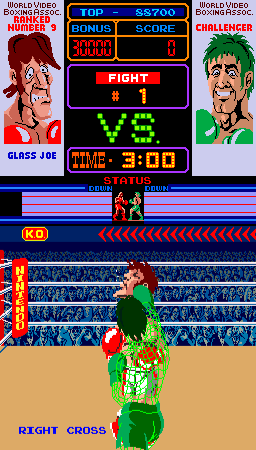 WORLD VIDEO
BOXING ASSOC.
RANKED
NUMBER 9
GLASS JOE
TOP - 88700
BONUS
30000
SCORE
0
FIGHT
# 1
VS.
TIME- 3:00
WORLD VIDEO
BOXING ASSOC.
CHALLENGER
STATUS
DOWN
DOWN
KO
NINTENDO
RIGHT CROSS